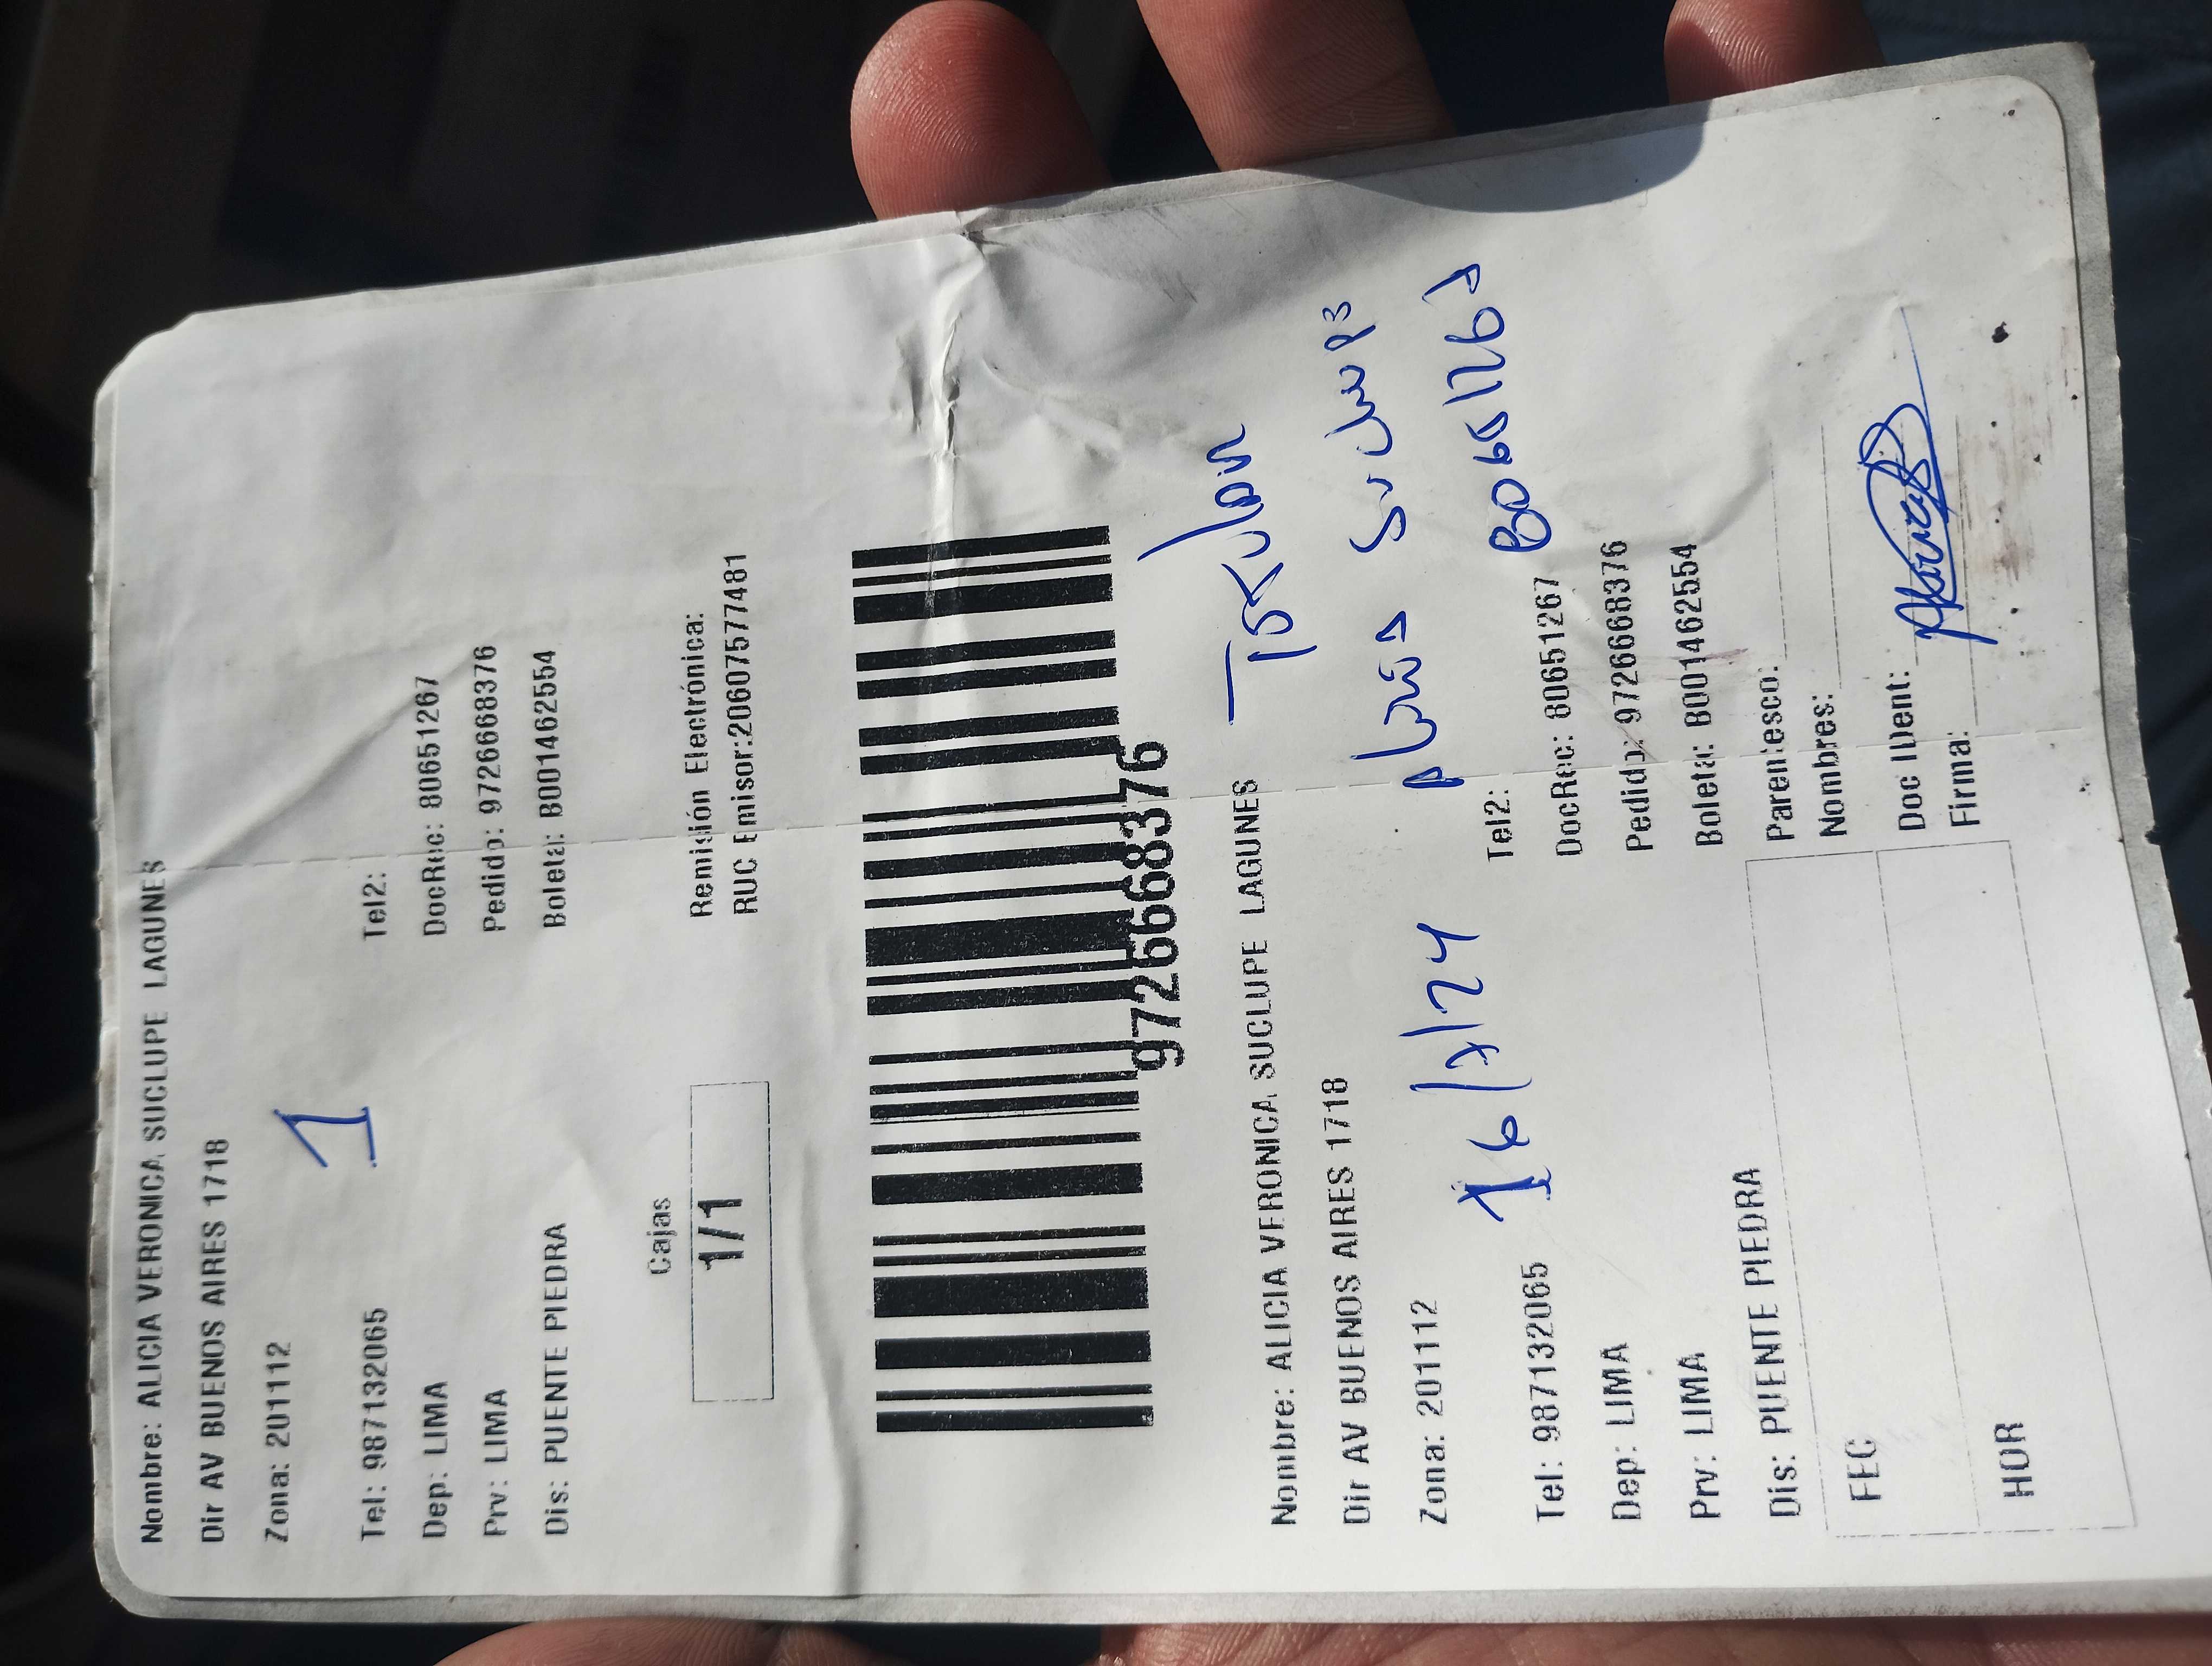 Nombre: ALICIA VERONICA SUCLUPE LAGUNES
Dir AV BUENOS AIRES 1718
Zona: 201112
1
Tel: 987132065 Tel2:
Dep: LIMA DocRec: 80651267
Prv: LIMA Pedido: 9726668376
Dis: PUENTE PIEDRA Boleta: B001462554
Cajas
1/1
Remisión Electrónica:
RUC Emisor:20607577481
9726668376
Titular
Nombre: ALICIA VERONICA SUCLUPE LAGUNES
Dir AV BUENOS AIRES 1718
Alicia Suclupe
Zona: 201112
16/7/24
80651267
Tel: 987132065 Tel2:
Dep: LIMA DocRec: 80651267
Prv: LIMA Pedido: 9726668376
Dis: PUENTE PIEDRA Boleta: B001462554
Parentesco:
FEC Nombres:
Doc IDent:
HOR Firma: